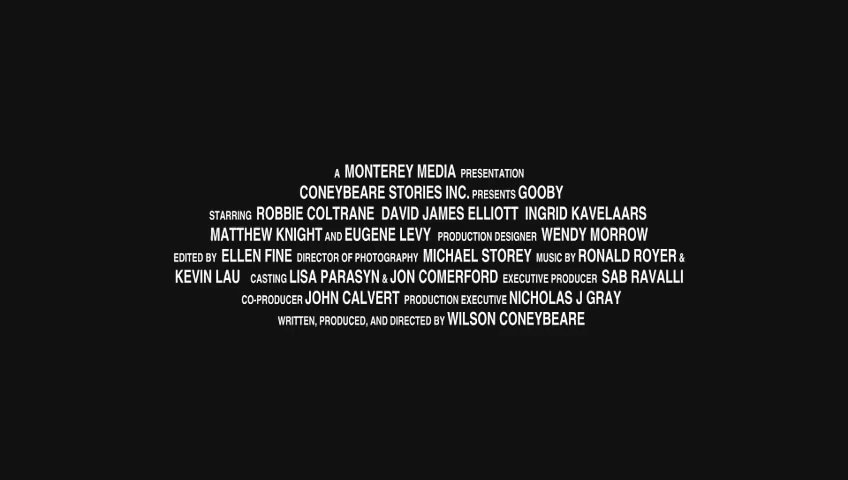 A MONTEREY MEDIA PRESENTATION
CONEYBEARE STORIES INC. PRESENTS GOOBY
STARRING ROBBIE COLTRANE DAVID JAMES ELLIOTT INGRID KAVELAARS
MATTHEW KNIGHT AND EUGENE LEVY PRODUCTION DESIGNER WENDY MORROW
EDITED BY ELLEN FINE DIRECTOR OF PHOTOGRAPHY MICHAEL STOREY MUSIC BY RONALD ROYER &
KEVIN LAU CASTING LISA PARASYN & JON COMERFORD EXECUTIVE PRODUCER SAB RAVALLI
CO-PRODUCER JOHN CALVERT PRODUCTION EXECUTIVE NICHOLAS J GRAY
WRITTEN, PRODUCED, AND DIRECTED BY WILSON CONEYBEARE